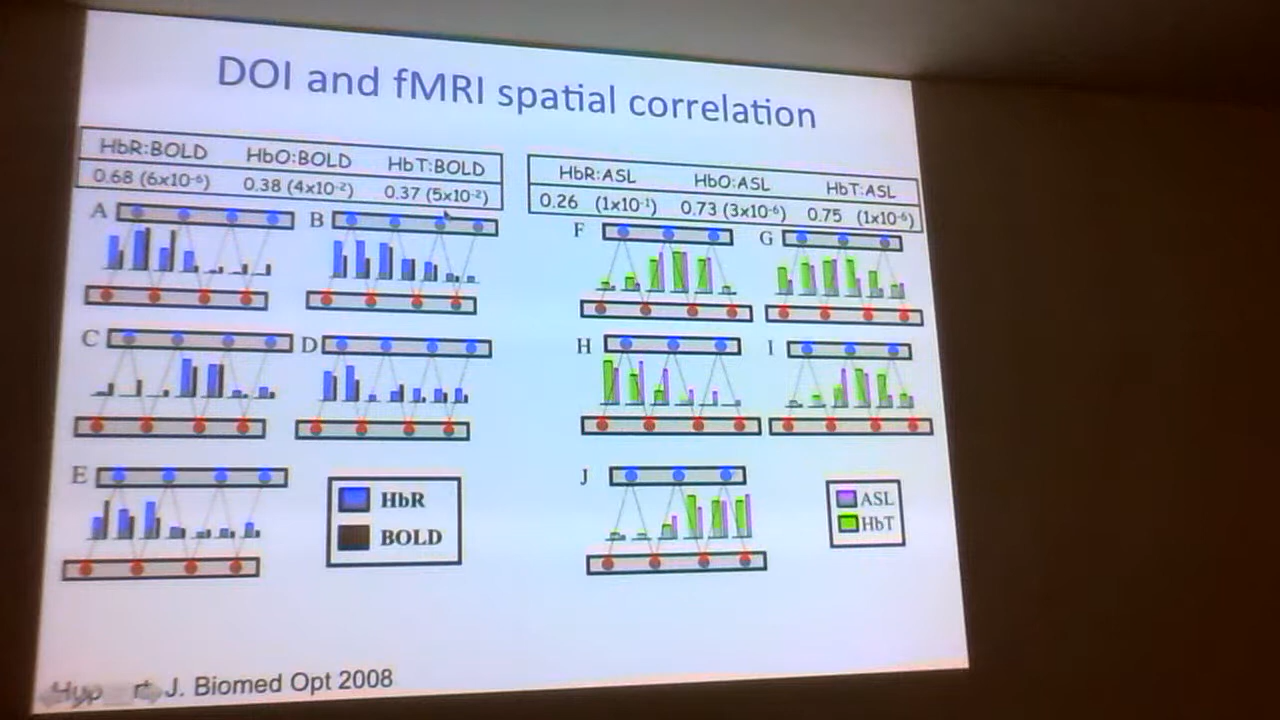 DOI and fMRI spatial correlation
HbR:BOLD HbO:BOLD HbT:BOLD
0.68 (6x10⁻⁶) 0.38 (4x10⁻²) 0.37 (5x10⁻²)
HbR:ASL HbO:ASL HbT:ASL
0.26 (1x10⁻¹) 0.73 (3x10⁻⁶) 0.75 (1x10⁻⁶)
A B F G
C D H I
E J
HbR
BOLD
ASL
HbT
J. Biomed Opt 2008